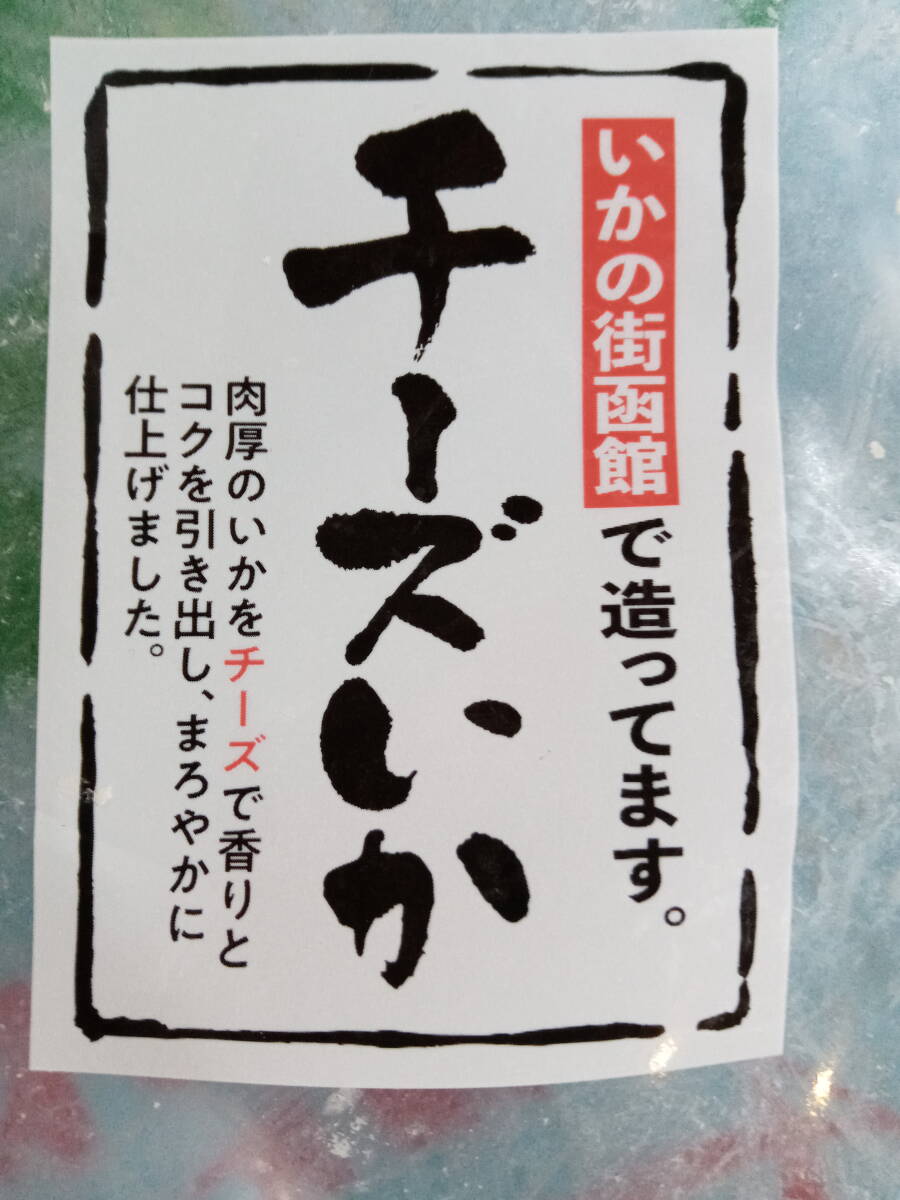 いかの街函館で造ってます。
チーズいか
肉厚のいかをチーズで香りと
コクを引き出し、まろやかに
仕上げました。